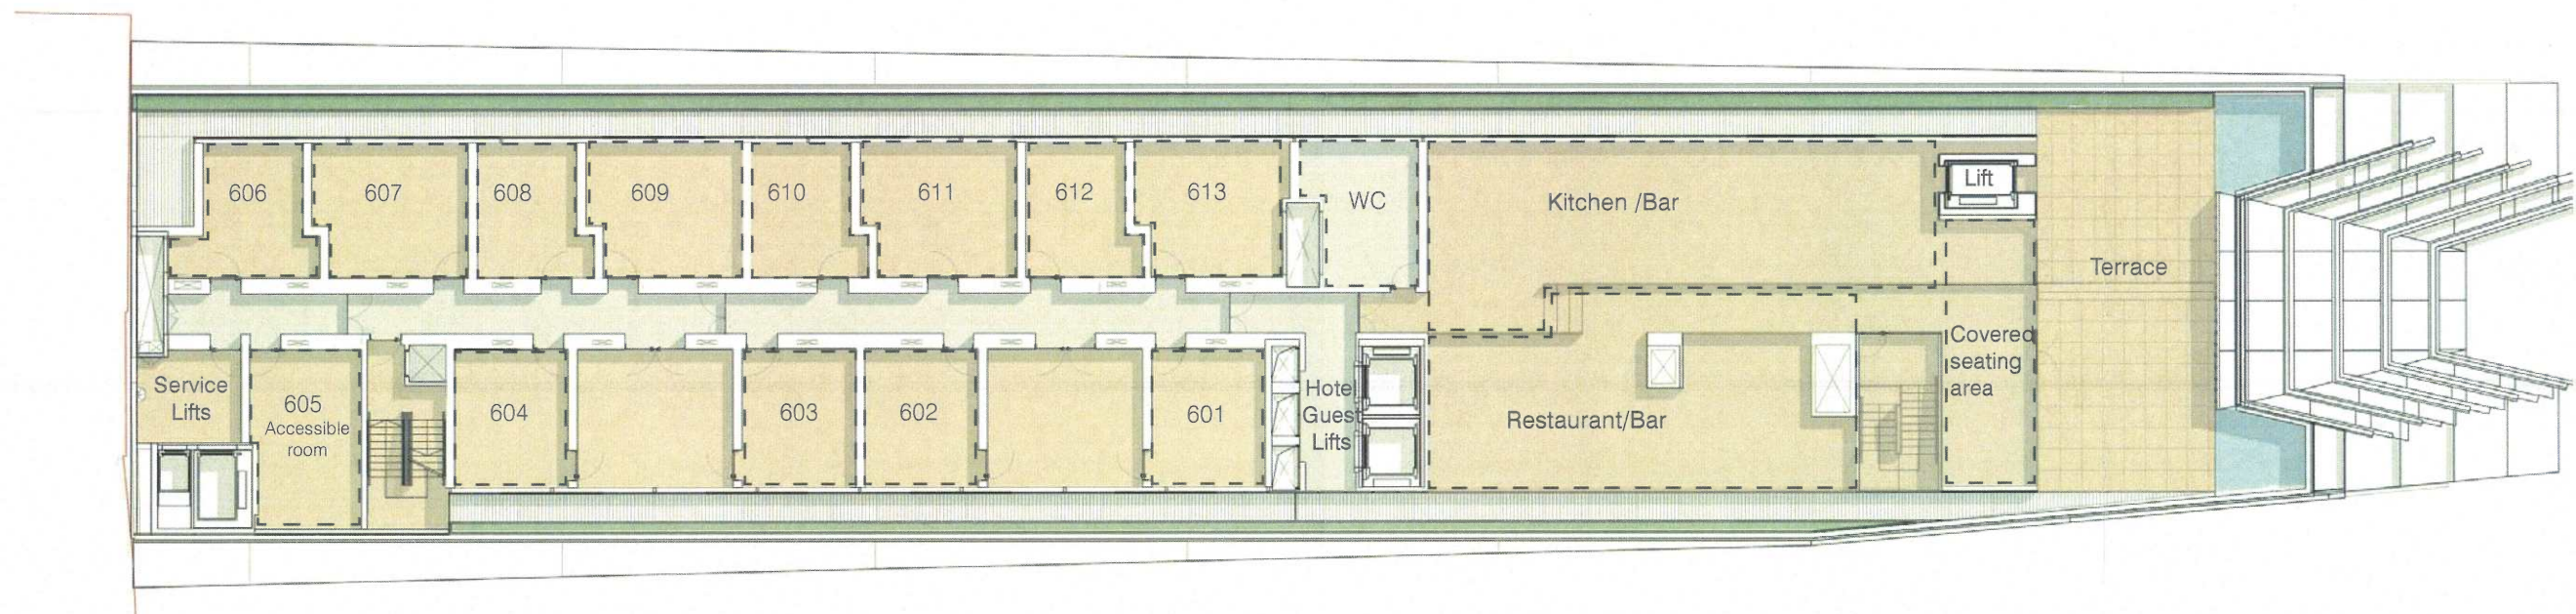 606
607
608
609
610
611
612
613
WC
Kitchen /Bar
Lift
Terrace
Service
Lifts
605
Accessible
room
604
603
602
601
Hotel
Guest
Lifts
Restaurant/Bar
Covered
seating
area